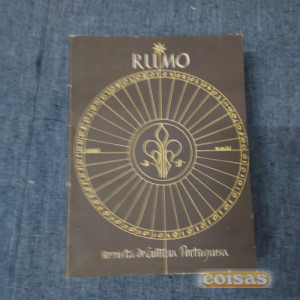 RUMO
Revista de Cultura Portuguesa
coisas